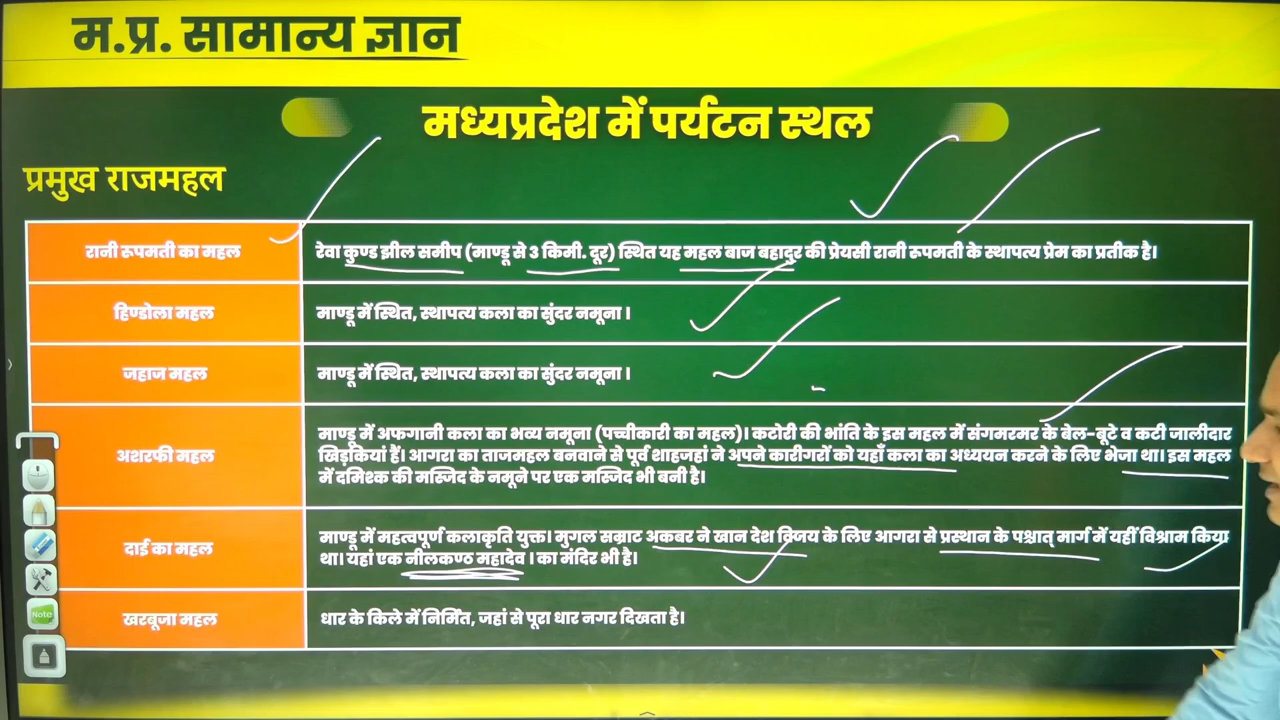 म.प्र. सामान्य ज्ञान
मध्यप्रदेश में पर्यटन स्थल
प्रमुख राजमहल
रानी रूपमती का महल
रेवा कुण्ड झील समीप (माण्डू से 3 किमी. दूर) स्थित यह महल बाज बहादुर की प्रेयसी रानी रूपमती के स्थापत्य प्रेम का प्रतीक है।
हिण्डोला महल
माण्डू में स्थित, स्थापत्य कला का सुंदर नमूना।
जहाज महल
माण्डू में स्थित, स्थापत्य कला का सुंदर नमूना।
अशरफी महल
माण्डू में अफगानी कला का भव्य नमूना (पच्चीकारी का महल)। कटोरी की भांति के इस महल में संगमरमर के बेल-बूटे व कटी जालीदार
खिड़कियां हैं। आगरा का ताजमहल बनवाने से पूर्व शाहजहां ने अपने कारीगरों को यहाँ कला का अध्ययन करने के लिए भेजा था। इस महल
में दमिश्क की मस्जिद के नमूने पर एक मस्जिद भी बनी है।
दाई का महल
माण्डू में महत्वपूर्ण कलाकृति युक्त। मुगल सम्राट अकबर ने खान देश विजय के लिए आगरा से प्रस्थान के पश्चात् मार्ग में यहीं विश्राम किया
था। यहां एक नीलकण्ठ महादेव । का मंदिर भी है।
खरबूजा महल
धार के किले में निर्मित, जहां से पूरा धार नगर दिखता है।
Note